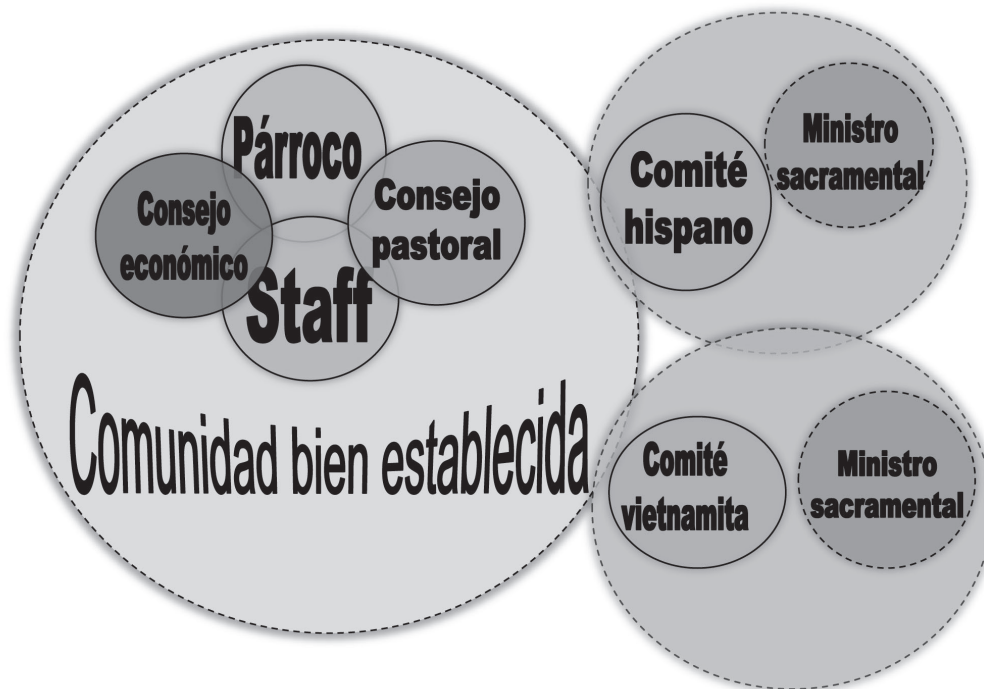 Párroco
Consejo
económico
Consejo
pastoral
Staff
Comunidad bien establecida
Comité
hispano
Ministro
sacramental
Comité
vietnamita
Ministro
sacramental